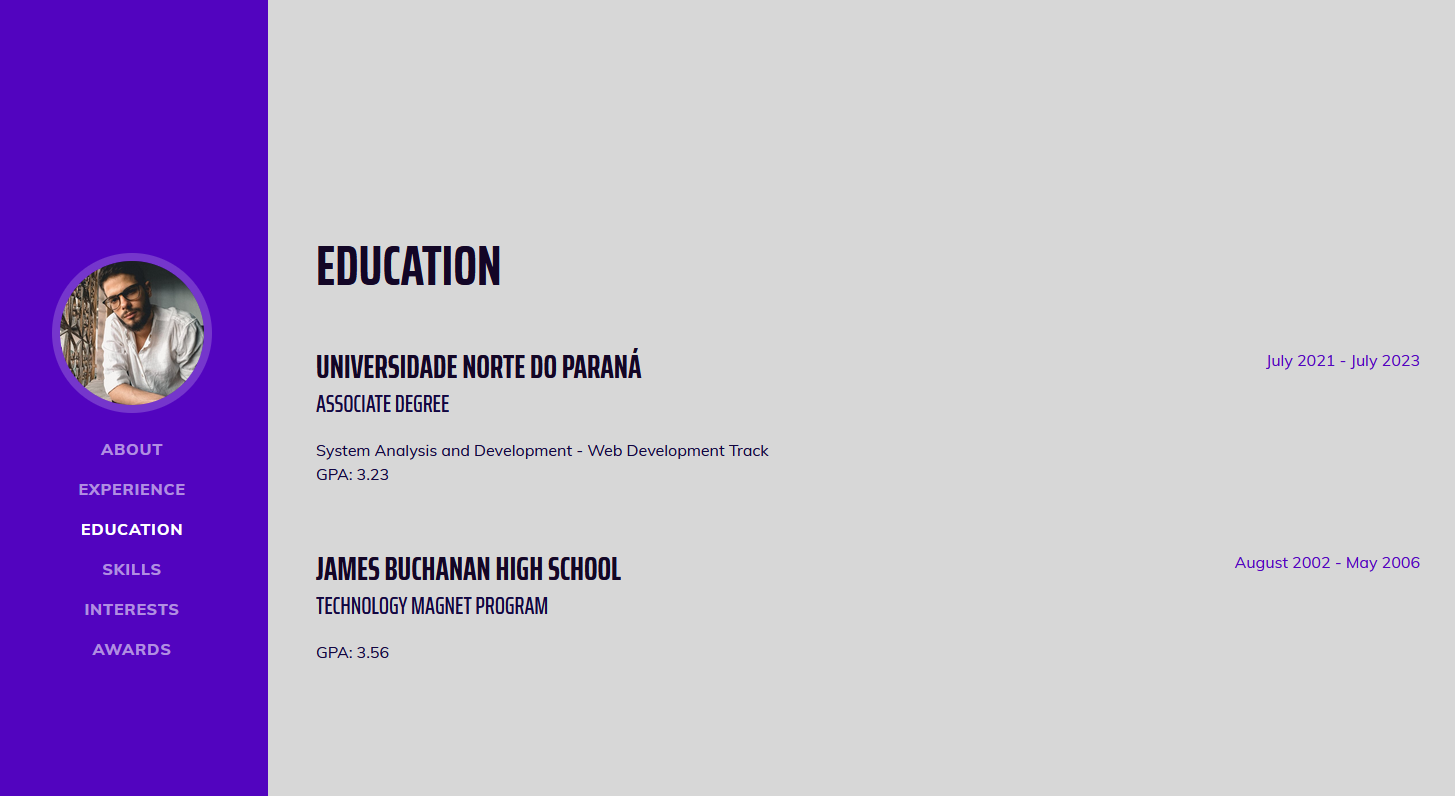 ABOUT
EXPERIENCE
EDUCATION
SKILLS
INTERESTS
AWARDS
EDUCATION
UNIVERSIDADE NORTE DO PARANÁ
July 2021 - July 2023
ASSOCIATE DEGREE
System Analysis and Development - Web Development Track
GPA: 3.23
JAMES BUCHANAN HIGH SCHOOL
August 2002 - May 2006
TECHNOLOGY MAGNET PROGRAM
GPA: 3.56